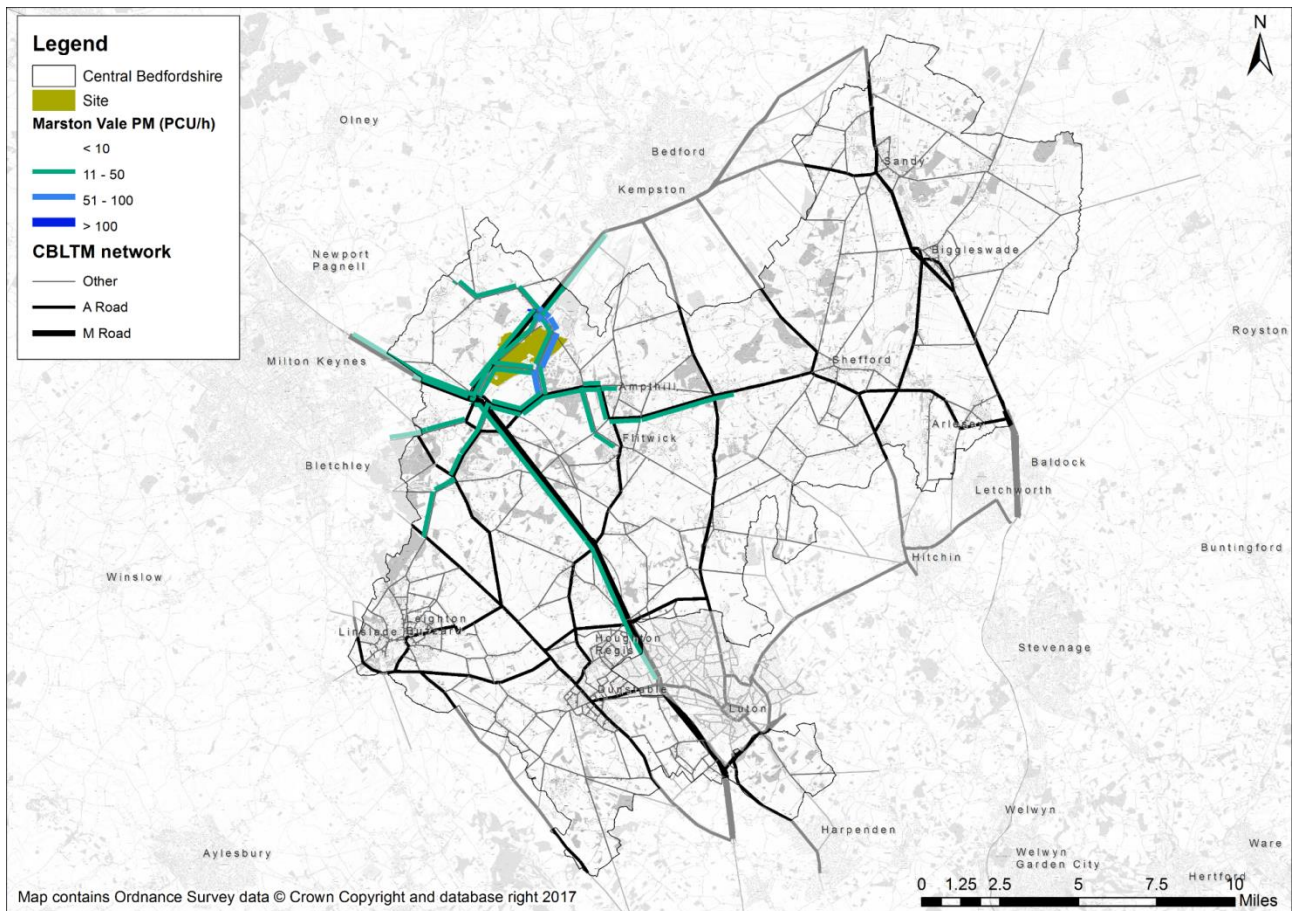 Legend
Central Bedfordshire
Site
Marston Vale PM (PCU/h)
< 10
11 - 50
51 - 100
> 100
CBLTM network
Other
A Road
M Road
N
Olney
Bedford
Sandy
Kempston
Newport
Pagnell
Biggleswade
Royston
Milton Keynes
Shefford
Ampthill
Arlesey
Flitwick
Bletchley
Baldock
Letchworth
Hitchin
Buntingford
Winslow
Leighton
Linslade Buzzard
Houghton
Regis
Stevenage
Dunstable
Luton
Welwyn
Harpenden
Ware
Aylesbury
Welwyn
Garden City
Hertford
0 1.25 2.5 5 7.5 10
Miles
Map contains Ordnance Survey data © Crown Copyright and database right 2017